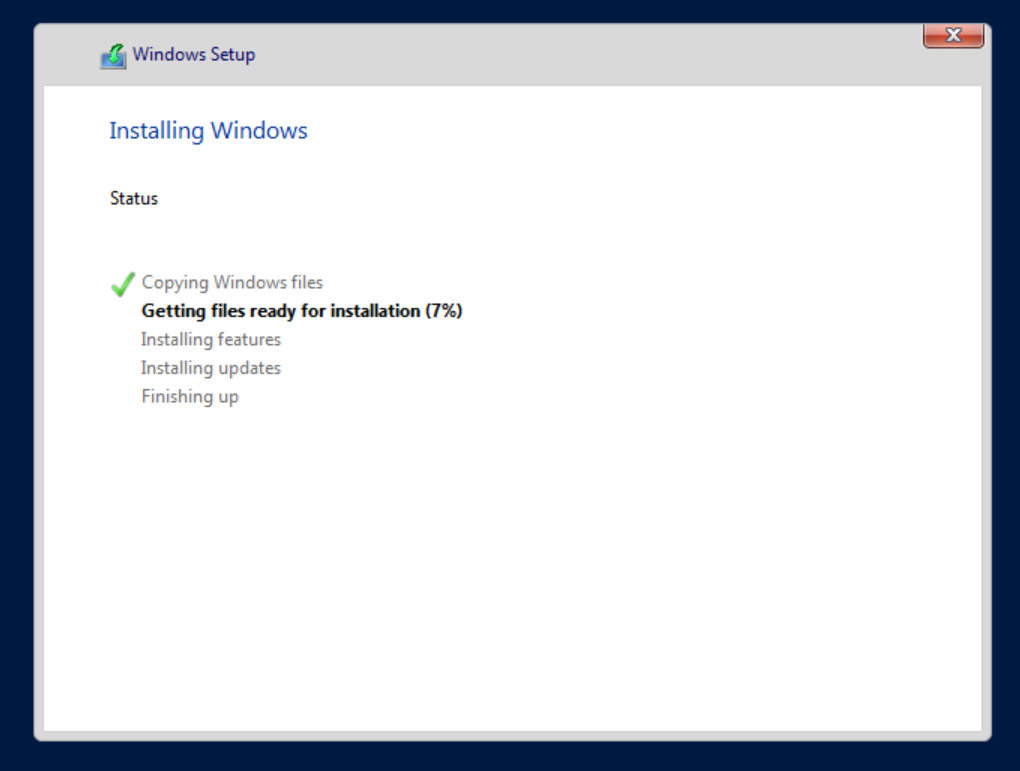 Windows Setup
Installing Windows
Status
Copying Windows files
Getting files ready for installation (7%)
Installing features
Installing updates
Finishing up